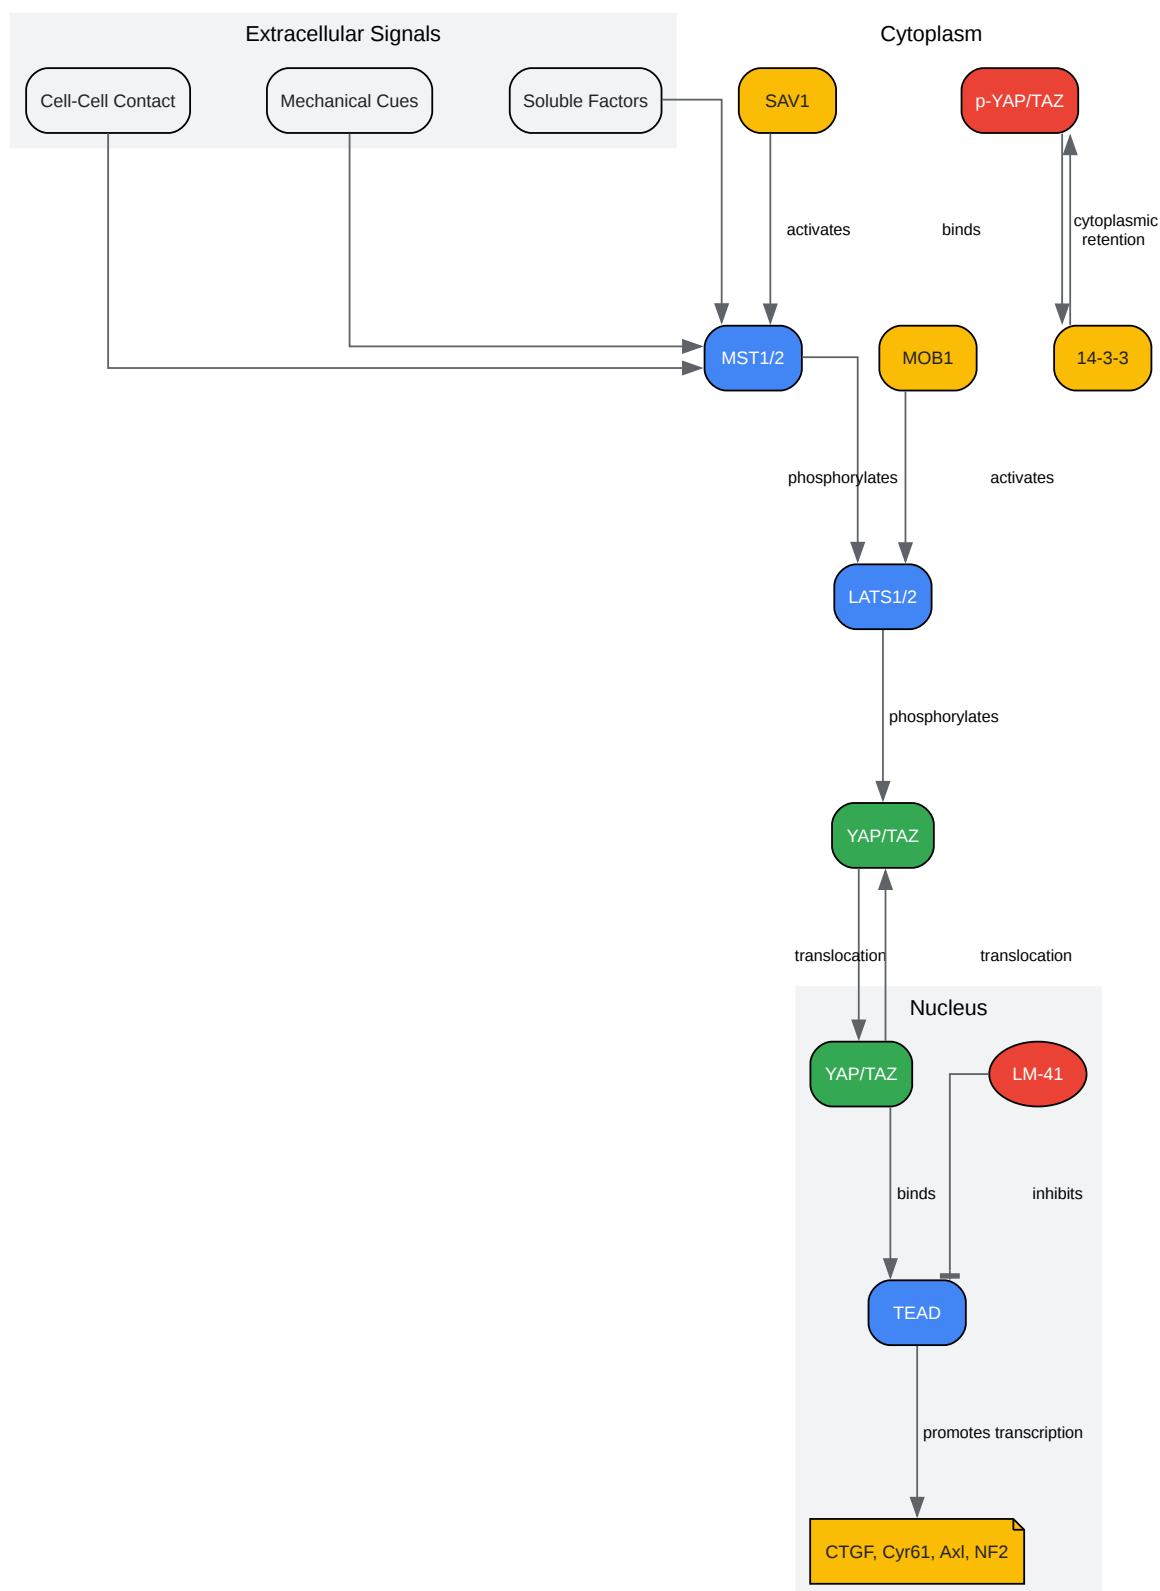 Extracellular Signals
Cytoplasm
Cell-Cell Contact
Mechanical Cues
Soluble Factors
SAV1
p-YAP/TAZ
activates
binds
cytoplasmic
retention
MST1/2
MOB1
14-3-3
phosphorylates
activates
LATS1/2
phosphorylates
YAP/TAZ
translocation
translocation
Nucleus
YAP/TAZ
LM-41
binds
inhibits
TEAD
promotes transcription
CTGF, Cyr61, Axl, NF2